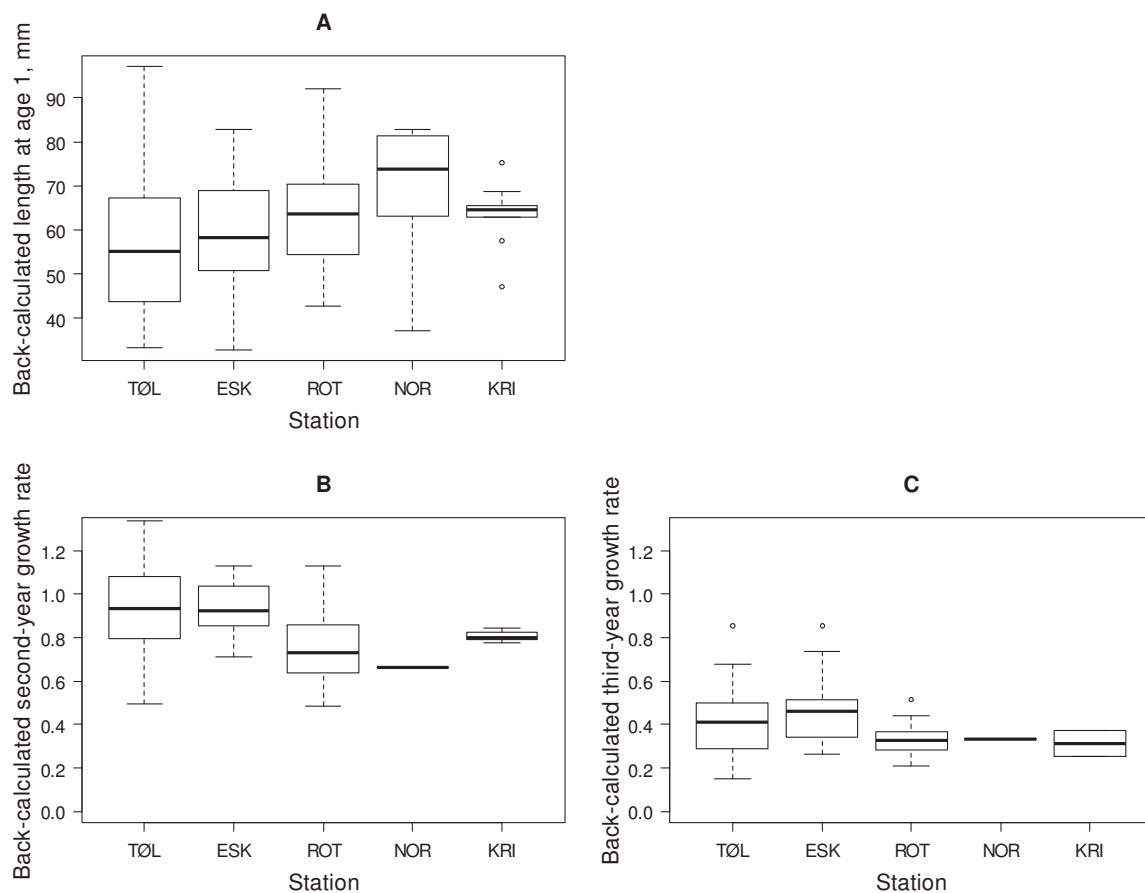 A
Back-calculated length at age 1, mm
90
80
70
60
50
40
TØL ESK ROT NOR KRI
Station
B
Back-calculated second-year growth rate
1.2
1.0
0.8
0.6
0.4
0.2
0.0
TØL ESK ROT NOR KRI
Station
C
Back-calculated third-year growth rate
1.2
1.0
0.8
0.6
0.4
0.2
0.0
TØL ESK ROT NOR KRI
Station